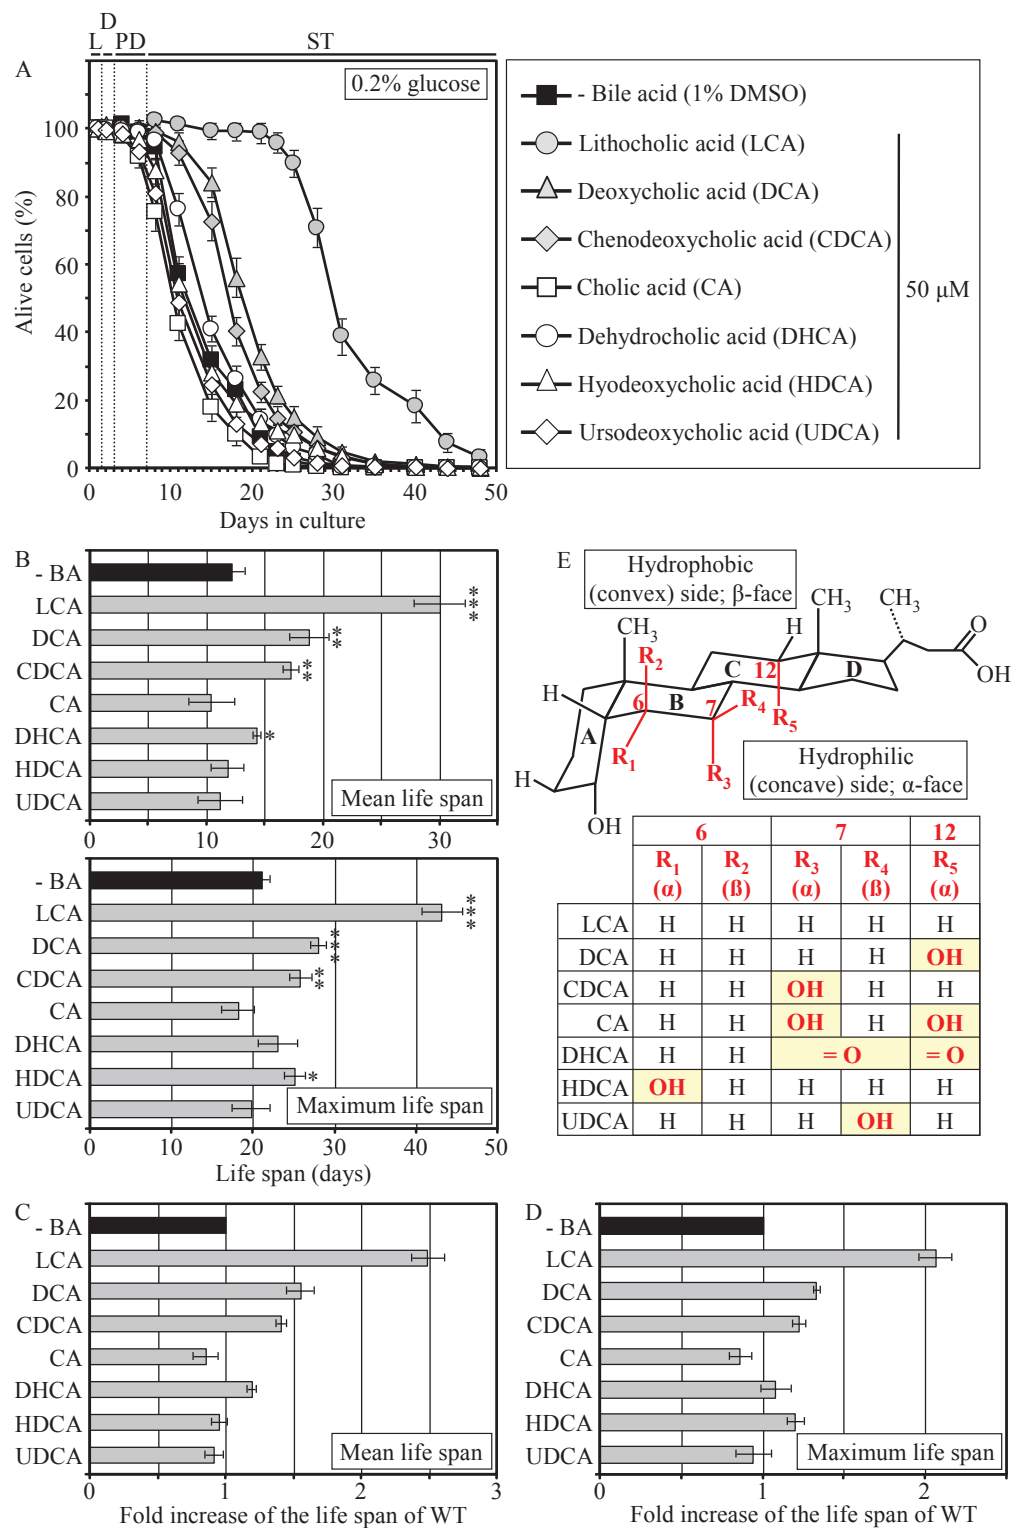 D
L PD ST
A
0.2% glucose
100
80
60
40
20
0
Alive cells (%)
0 10 20 30 40 50
Days in culture
- Bile acid (1% DMSO)
Lithocholic acid (LCA)
Deoxycholic acid (DCA)
Chenodeoxycholic acid (CDCA)
Cholic acid (CA)
Dehydrocholic acid (DHCA)
Hyodeoxycholic acid (HDCA)
Ursodeoxycholic acid (UDCA)
50 μM
B
- BA
LCA ***
DCA **
CDCA **
CA
DHCA *
HDCA
UDCA
Mean life span
0 10 20 30
- BA
LCA ***
DCA ***
CDCA **
CA
DHCA
HDCA *
UDCA
Maximum life span
0 10 20 30 40 50
Life span (days)
E
Hydrophobic
(convex) side; β-face
CH3 CH3
CH3 H O
OH
R2 C 12 D
H 6 B 7 R4 R5
A R1 R3
H
OH
Hydrophilic
(concave) side; α-face
6 7 12
R1 R2 R3 R4 R5
(α) (ß) (α) (ß) (α)
LCA H H H H H
DCA H H H H OH
CDCA H H OH H H
CA H H OH H OH
DHCA H H = O = O
HDCA OH H H H H
UDCA H H H OH H
C
- BA
LCA
DCA
CDCA
CA
DHCA
HDCA
UDCA
Mean life span
0 1 2 3
Fold increase of the life span of WT
D
- BA
LCA
DCA
CDCA
CA
DHCA
HDCA
UDCA
Maximum life span
0 1 2
Fold increase of the life span of WT